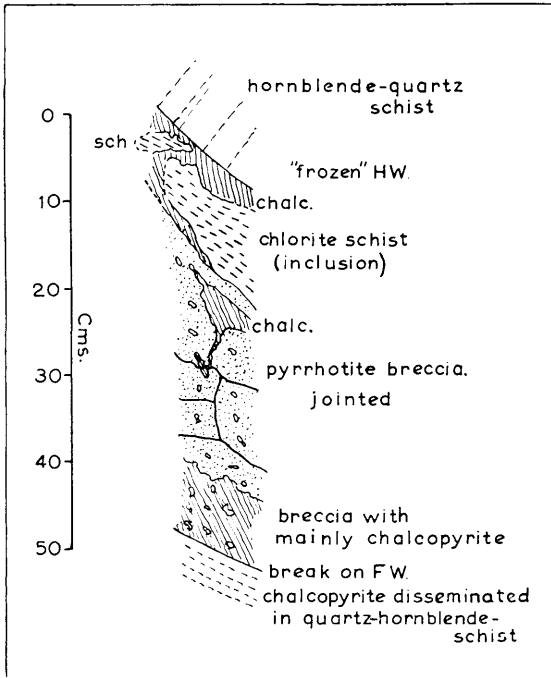 hornblende-quartz
schist
0
sch
"frozen" HW.
10
chalc.
chlorite schist
(inclusion)
20
Cms.
chalc.
30
pyrrhotite breccia.
jointed
40
breccia with
mainly chalcopyrite
50
break on FW.
chalcopyrite disseminated
in quartz-hornblende-
schist